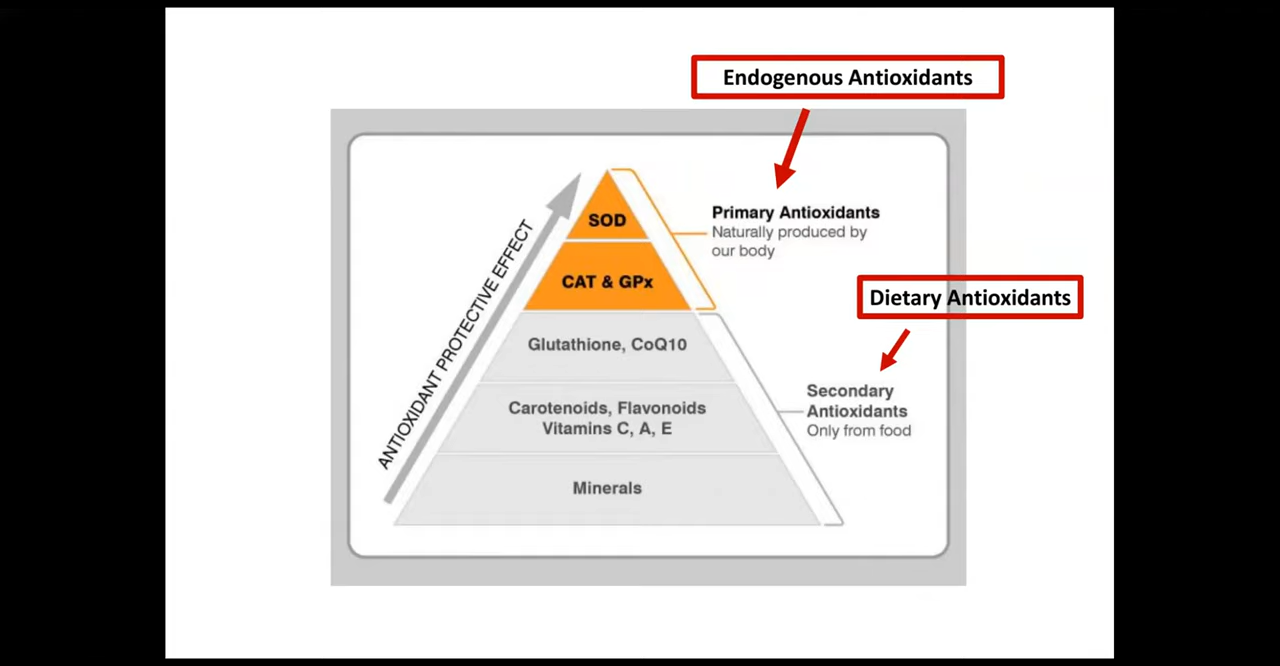 Endogenous Antioxidants
Primary Antioxidants
Naturally produced by
our body
Dietary Antioxidants
Secondary
Antioxidants
Only from food
ANTIOXIDANT PROTECTIVE EFFECT
SOD
CAT & GPx
Glutathione, CoQ10
Carotenoids, Flavonoids
Vitamins C, A, E
Minerals